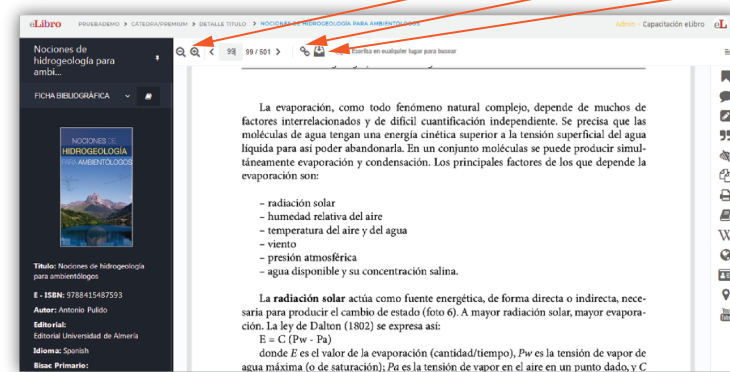 eLibro PRUEBADEMO > CÁTEDRA/PREMIUM > DETALLE TITULO > NOCIONES DE HIDROGEOLOGÍA PARA AMBIENTÓLOGOS Admin - Capacitación eLibro eL
Nociones de
hidrogeología para
ambi...
99 99 / 501 Escriba en cualquier lugar para buscar
FICHA BIBLIOGRÁFICA
NOCIONES DE
HIDROGEOLOGÍA
PARA AMBIENTÓLOGOS
Título: Nociones de hidrogeología
para ambientólogos
E - ISBN: 9788415487593
Autor: Antonio Pulido
Editorial:
Editorial Universidad de Almería
Idioma: Spanish
Bisac Primario:
La evaporación, como todo fenómeno natural complejo, depende de muchos de
factores interrelacionados y de difícil cuantificación independiente. Se precisa que las
moléculas de agua tengan una energía cinética superior a la tensión superficial del agua
líquida para así poder abandonarla. En un conjunto moléculas se puede producir simul-
táneamente evaporación y condensación. Los principales factores de los que depende la
evaporación son:
– radiación solar
– humedad relativa del aire
– temperatura del aire y del agua
– viento
– presión atmosférica
– agua disponible y su concentración salina.
La radiación solar actúa como fuente energética, de forma directa o indirecta, nece-
saria para producir el cambio de estado (foto 6). A mayor radiación solar, mayor evapora-
ción. La ley de Dalton (1802) se expresa así:
E = C (Pw - Pa)
donde E es el valor de la evaporación (cantidad/tiempo), Pw es la tensión de vapor de
agua máxima (o de saturación); Pa es la tensión de vapor en el aire en un punto dado, y C